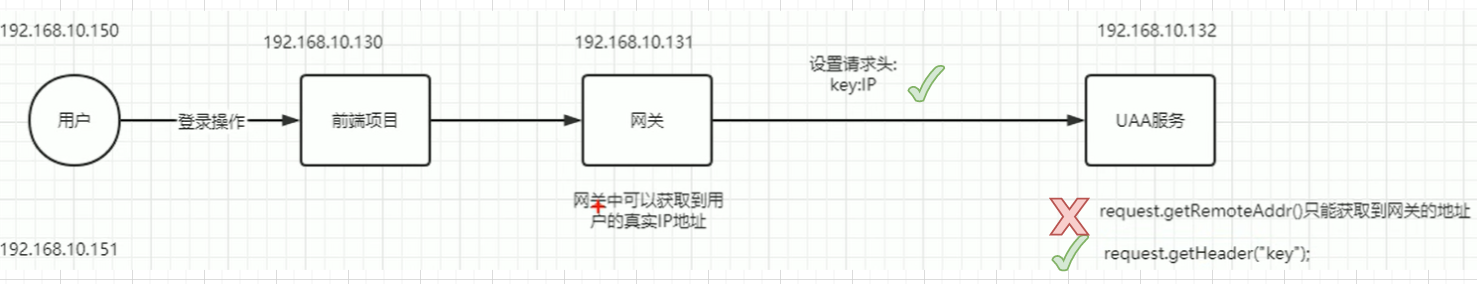 192.168.10.150
192.168.10.130
192.168.10.131
192.168.10.132
设置请求头:
key:IP
用户
登录操作
前端项目
网关
UAA服务
网关中可以获取到用
户的真实IP地址
request.getRemoteAddr()只能获取到网关的地址
192.168.10.151
request.getHeader("key");